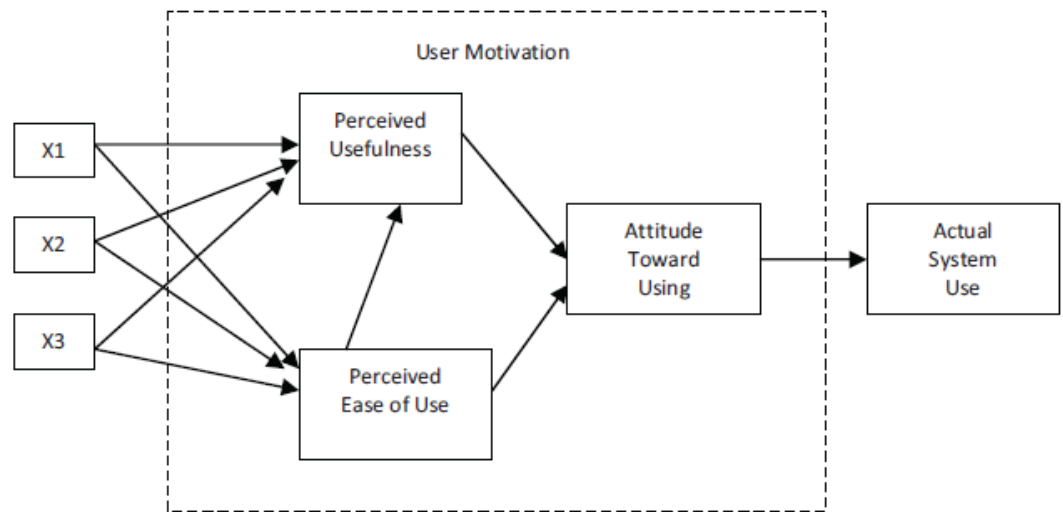 User Motivation
X1
X2
X3
Perceived
Usefulness
Perceived
Ease of Use
Attitude
Toward
Using
Actual
System
Use